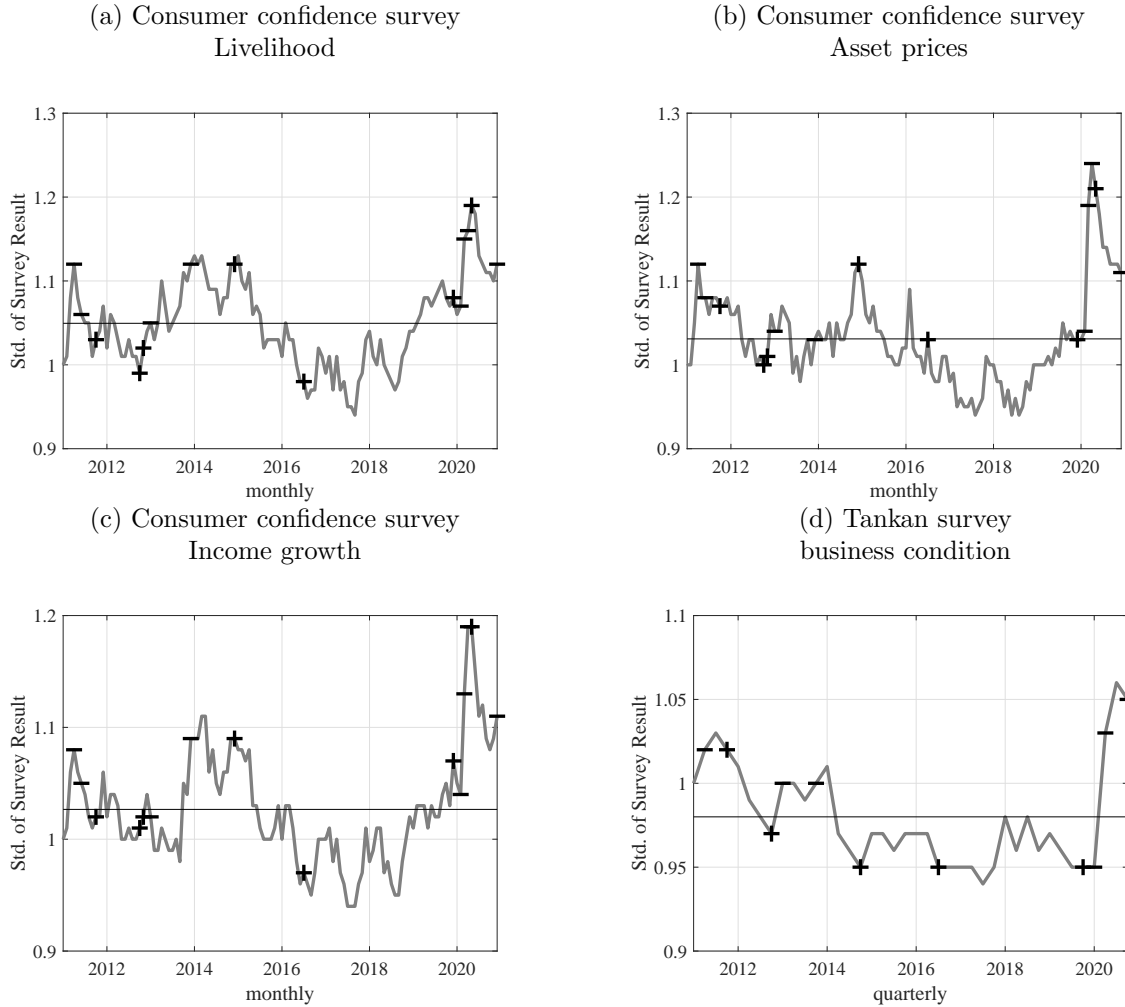 (a) Consumer confidence survey
Livelihood
1.3
1.2
1.1
1
0.9
Std. of Survey Result
2012 2014 2016 2018 2020
monthly
(b) Consumer confidence survey
Asset prices
1.3
1.2
1.1
1
0.9
Std. of Survey Result
2012 2014 2016 2018 2020
monthly
(c) Consumer confidence survey
Income growth
1.2
1.1
1
0.9
Std. of Survey Result
2012 2014 2016 2018 2020
monthly
(d) Tankan survey
business condition
1.1
1.05
1
0.95
0.9
Std. of Survey Result
2012 2014 2016 2018 2020
quarterly